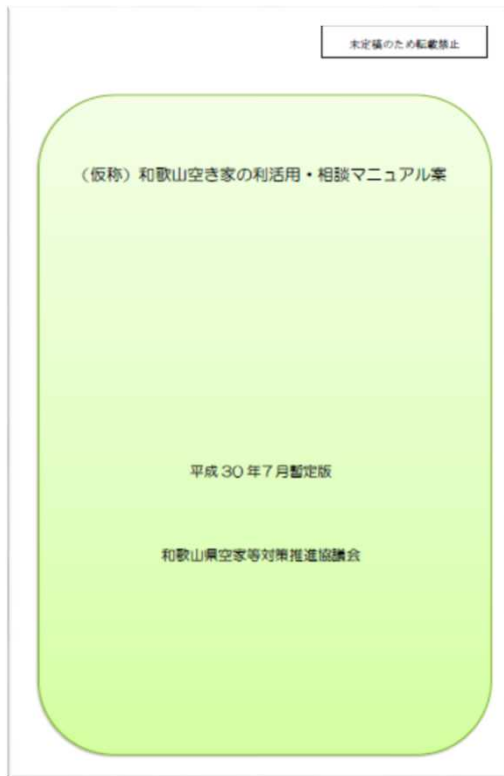 未定稿のため転載禁止
(仮称)和歌山空き家の利活用・相談マニュアル案
平成30年7月暫定版
和歌山県空家等対策推進協議会